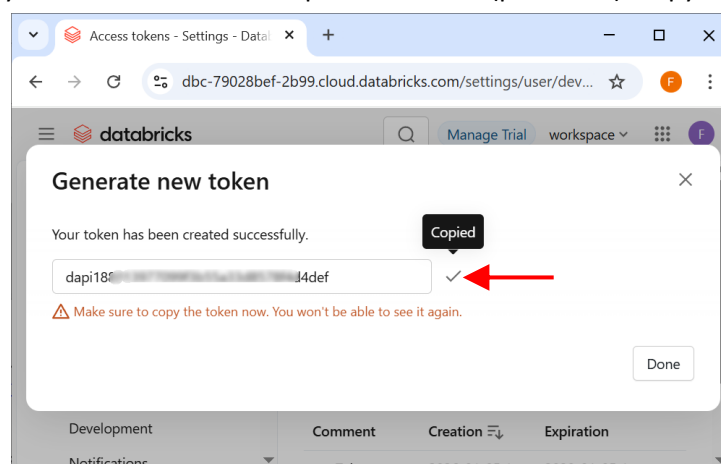 Access tokens - Settings - Datab
dbc-79028bef-2b99.cloud.databricks.com/settings/user/dev...
F
databricks
Manage Trial
workspace
F
Generate new token
Your token has been created successfully.
Copied
dapi18
4def
Make sure to copy the token now. You won't be able to see it again.
Done
Development
Comment
Creation
Expiration
Notifications